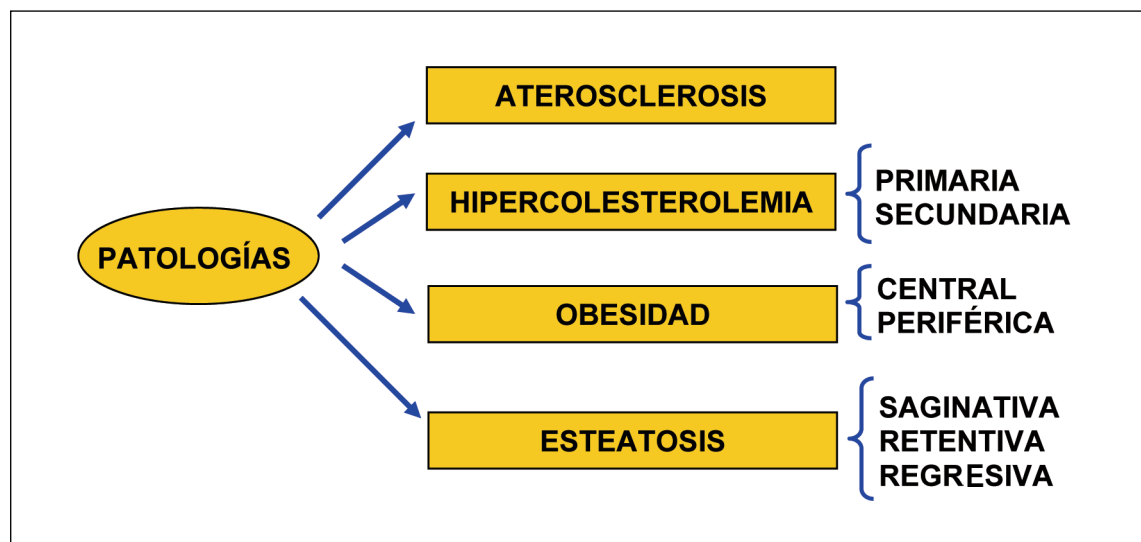 PATOLOGÍAS
ATEROSCLEROSIS
HIPERCOLESTEROLEMIA
PRIMARIA
SECUNDARIA
OBESIDAD
CENTRAL
PERIFÉRICA
ESTEATOSIS
SAGINATIVA
RETENTIVA
REGRESIVA